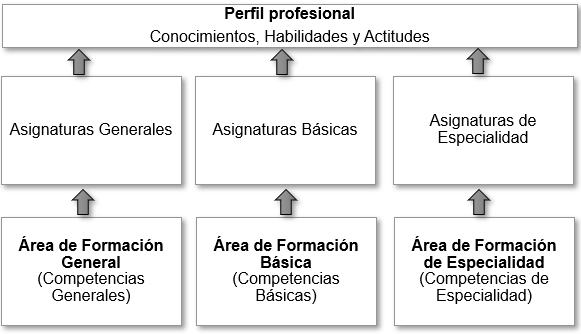 Perfil profesional
Conocimientos, Habilidades y Actitudes
Asignaturas Generales
Asignaturas Básicas
Asignaturas de
Especialidad
Área de Formación
General
(Competencias
Generales)
Área de Formación
Básica
(Competencias
Básicas)
Área de Formación
de Especialidad
(Competencias de
Especialidad)